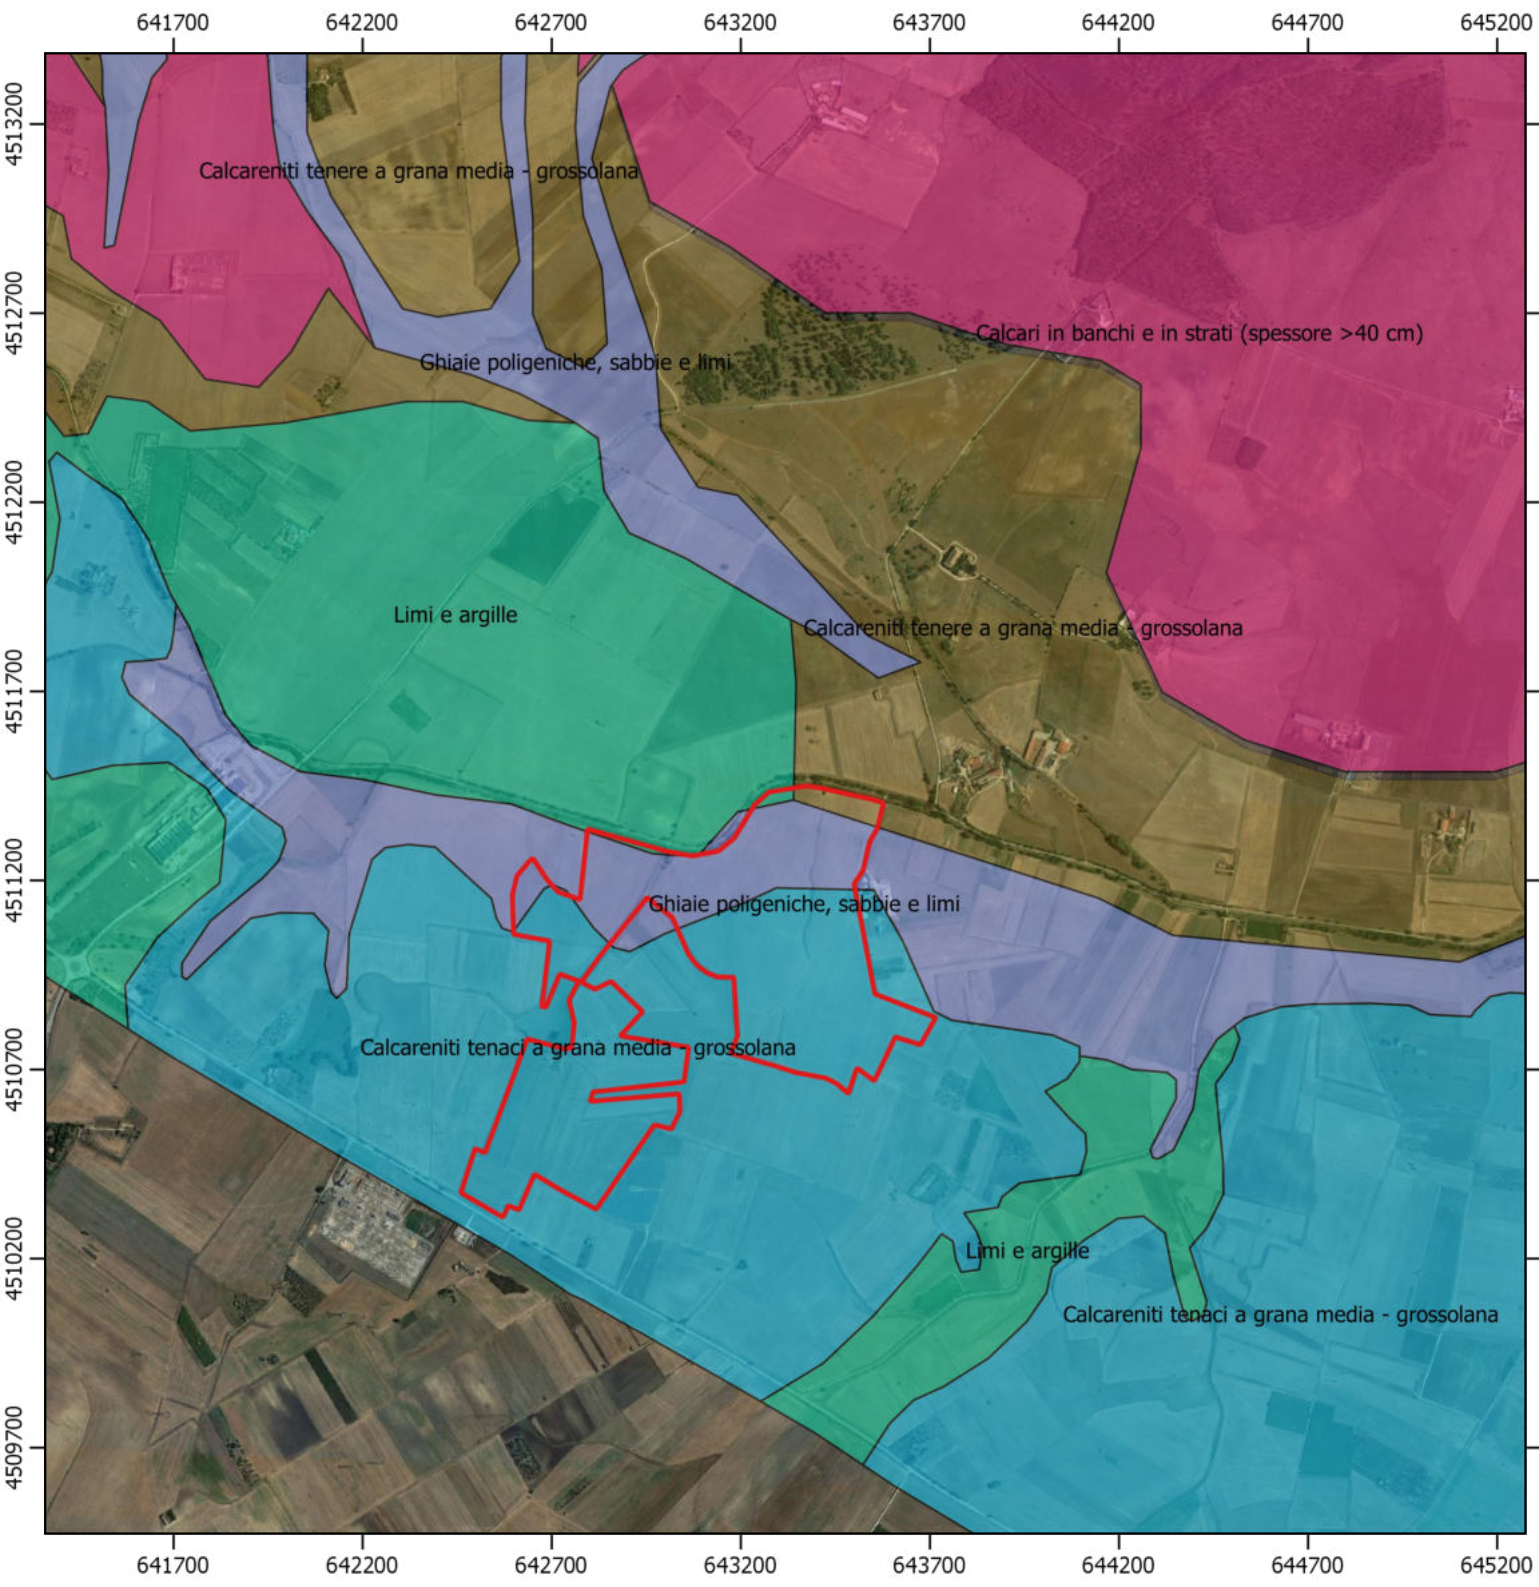 641700 642200 642700 643200 643700 644200 644700 645200
4513200
Calcareniti tenere a grana media - grossolana
4512700
Calcari in banchi e in strati (spessore >40 cm)
Ghiaie poligeniche, sabbie e limi
4512200
Limi e argille
Calcareniti tenere a grana media - grossolana
4511700
4511200
Ghiaie poligeniche, sabbie e limi
4510700
Calcareniti tenaci a grana media - grossolana
4510200
Limi e argille
Calcareniti tenaci a grana media - grossolana
4509700
641700 642200 642700 643200 643700 644200 644700 645200